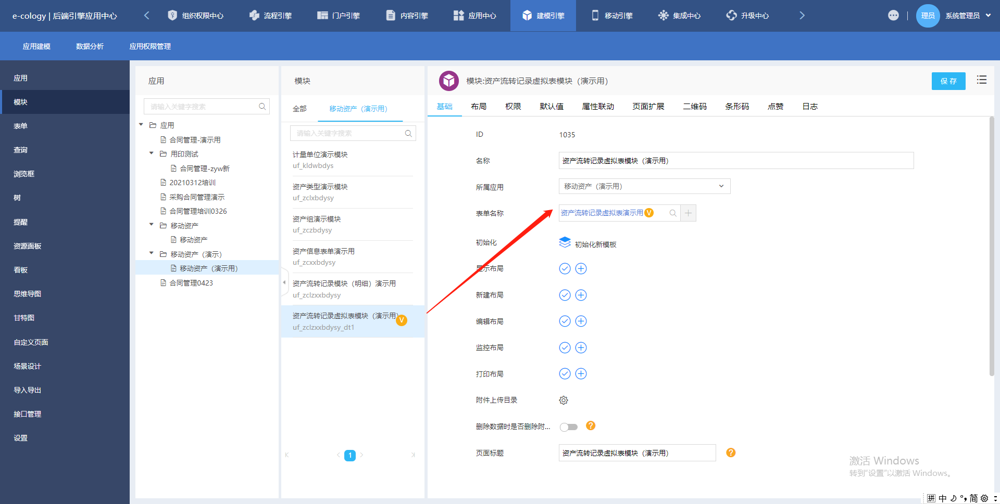 e-cology | 后端引擎应用中心
组织权限中心
流程引擎
门户引擎
内容引擎
应用中心
建模引擎
移动引擎
集成中心
升级中心
理员
系统管理员
应用建模
数据分析
应用权限管理
应用
模块
表单
查询
浏览框
树
提醒
资源面板
看板
思维导图
甘特图
自定义页面
场景设计
导入导出
接口管理
设置
应用
请输入关键字搜索
应用
合同管理-演示用
用印测试
合同管理-zyw新
20210312培训
采购合同管理演示
合同管理培训0326
移动资产
移动资产
移动资产（演示）
移动资产（演示用）
合同管理0423
模块
全部
移动资产（演示用）
请输入关键字搜索
计量单位演示模块
uf_kldwbdys
资产类型演示模块
uf_zclxbdysy
资产组演示模块
uf_zczbdysy
资产信息表单演示用
uf_zcxxbdysy
资产流转记录模块（明细）演示用
uf_zclzxxbdysy
资产流转记录虚拟表模块（演示用）
V
uf_zclzxxbdysy_dt1
1
模块:资产流转记录虚拟表模块（演示用）
保 存
基础
布局
权限
默认值
属性联动
页面扩展
二维码
条形码
点赞
日志
ID
1035
名称
资产流转记录虚拟表模块（演示用）
所属应用
移动资产（演示用）
表单名称
资产流转记录虚拟表演示用
V
初始化
初始化新模板
显示布局
新建布局
编辑布局
监控布局
打印布局
附件上传目录
删除数据时是否删除附...
?
页面标题
资产流转记录虚拟表模块（演示用）
?
激活 Windows
转到"设置"以激活 Windows。
拼 中 简